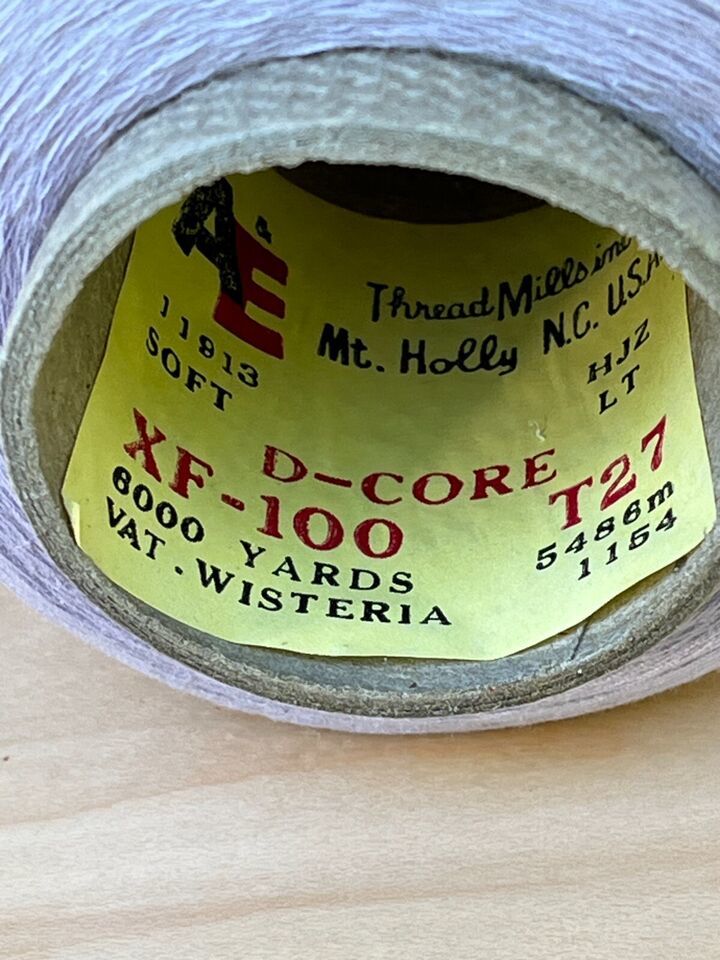 A & E
Thread Mills inc
Mt. Holly N.C. U.S.A.
11913
SOFT
HJZ
LT
D-CORE
XF-100 T27
6000 YARDS 5486m
VAT. WISTERIA 1154